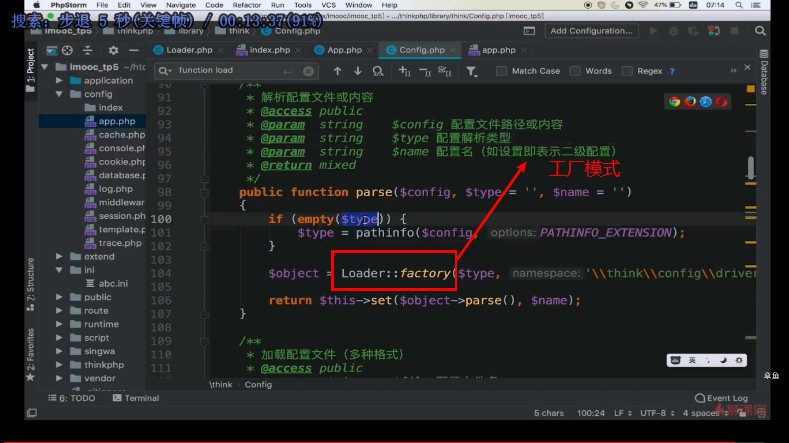 PhpStorm File Edit View Navigate Code Refactor Run Tools VCS Window Help
47% 07:14
搜索: 步退 5 秒(关键帧) / 00:13:37(91%)
imooc_tp5 thinkphp library think Config.php Add Configuration...
Loader.php index.php App.php Config.php app.php
1: Project
imooc_tp5
application
config
index
app.php
cache.php
console.ph
cookie.php
database.p
log.php
middlewar
session.ph
template.p
trace.php
extend
ini
abc.ini
public
route
runtime
script
singwa
thinkphp
vendor
7: Structure
2: Favorites
function load
Match Case Words Regex ?
Database
90 /**
91 * 解析配置文件或内容
92 * @access public
93 * @param string $config 配置文件路径或内容
94 * @param string $type 配置解析类型
95 * @param string $name 配置名（如设置即表示二级配置）
96 * @return mixed
97 */
工厂模式
98 public function parse($config, $type = '', $name = '')
99 {
100 if (empty($type)) {
101 $type = pathinfo($config, options: PATHINFO_EXTENSION);
102 }
103
104 $object = Loader::factory($type, namespace: '\\think\\config\\driver
105
106 return $this->set($object->parse(), $name);
107 }
108
109 /**
110 * 加载配置文件（多种格式）
111 * @access public
英
\think Config
6: TODO Terminal Event Log
5 chars 100:24 LF UTF-8 4 spaces